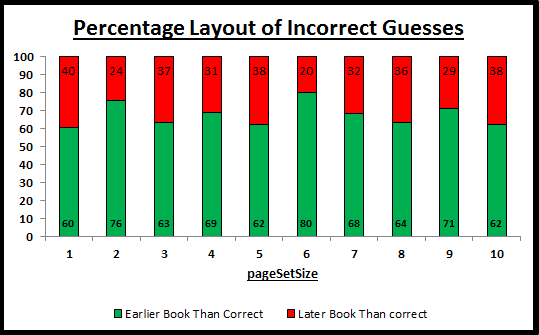 Percentage Layout of Incorrect Guesses
100
90
80
70
60
50
40
30
20
10
0
40 24 37 31 38 20 32 36 29 38
60 76 63 69 62 80 68 64 71 62
1 2 3 4 5 6 7 8 9 10
pageSetSize
Earlier Book Than Correct Later Book Than correct